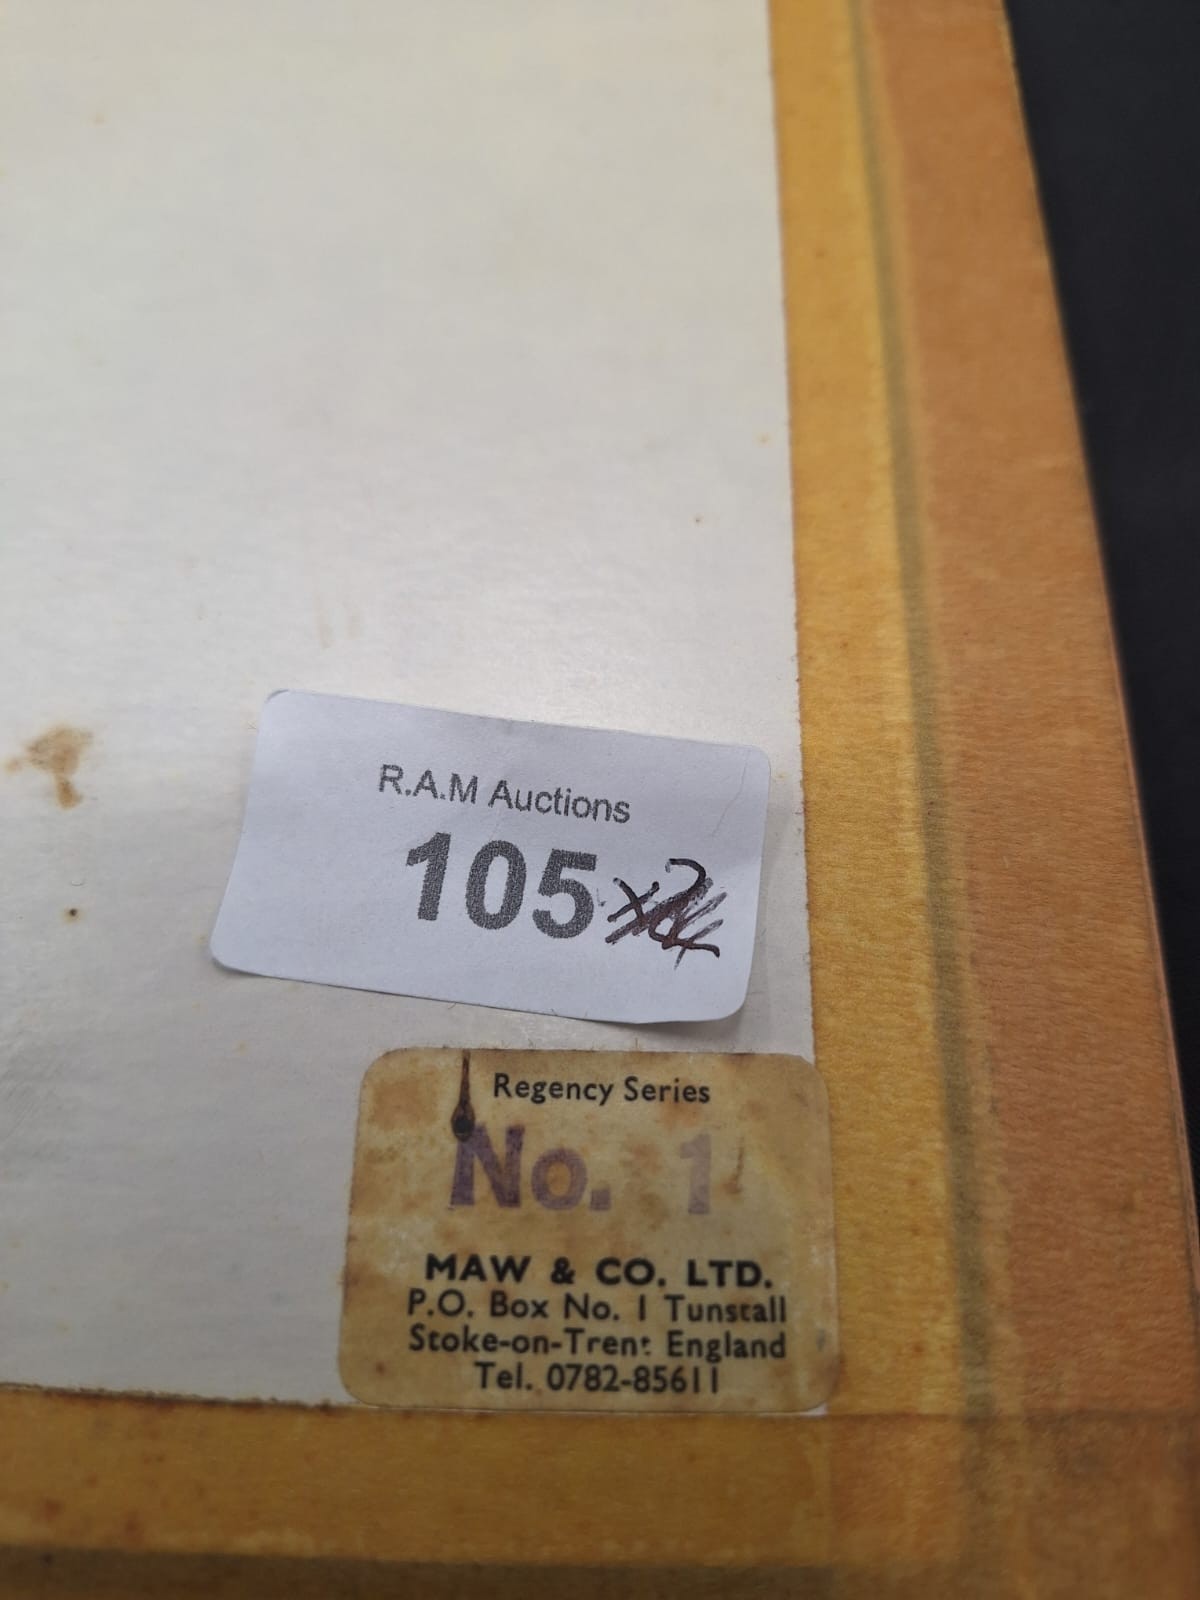 R.A.M Auctions
105
Regency Series
No. 1
MAW & CO. LTD.
P.O. Box No. 1 Tunstall
Stoke-on-Trent England
Tel. 0782-85611